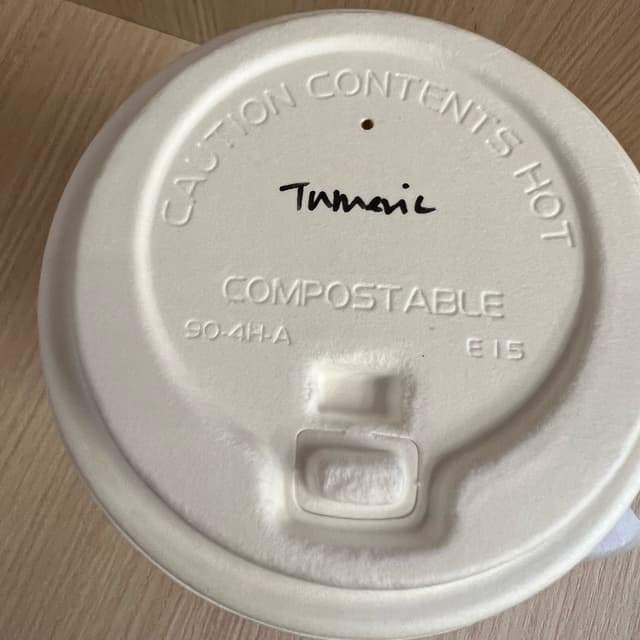 CAUTION CONTENTS HOT
Tumeric
COMPOSTABLE
90-4H-A
E15